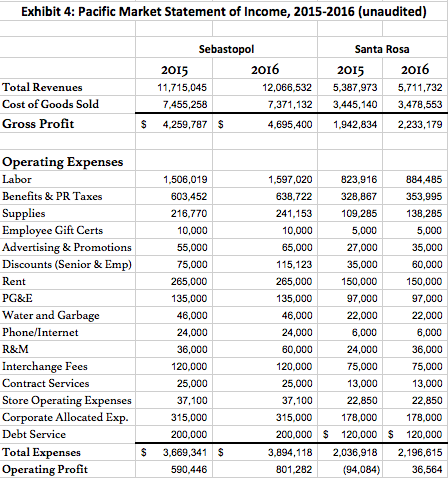 Exhibit 4: Pacific Market Statement of Income, 2015-2016 (unaudited)
Sebastopol Santa Rosa
2015 2016 2015 2016
Total Revenues 11,715,045 12,066,532 5,387,973 5,711,732
Cost of Goods Sold 7,455,258 7,371,132 3,445,140 3,478,553
Gross Profit $ 4,259,787 $ 4,695,400 1,942,834 2,233,179
Operating Expenses
Labor 1,506,019 1,597,020 823,916 884,485
Benefits & PR Taxes 603,452 638,722 328,867 353,995
Supplies 216,770 241,153 109,285 138,285
Employee Gift Certs 10,000 10,000 5,000 5,000
Advertising & Promotions 55,000 65,000 27,000 35,000
Discounts (Senior & Emp) 75,000 115,123 35,000 60,000
Rent 265,000 265,000 150,000 150,000
PG&E 135,000 135,000 97,000 97,000
Water and Garbage 46,000 46,000 22,000 22,000
Phone/Internet 24,000 24,000 6,000 6,000
R&M 36,000 60,000 24,000 36,000
Interchange Fees 120,000 120,000 75,000 75,000
Contract Services 25,000 25,000 13,000 13,000
Store Operating Expenses 37,100 37,100 22,850 22,850
Corporate Allocated Exp. 315,000 315,000 178,000 178,000
Debt Service 200,000 200,000 $ 120,000 $ 120,000
Total Expenses $ 3,669,341 $ 3,894,118 2,036,918 2,196,615
Operating Profit 590,446 801,282 (94,084) 36,564